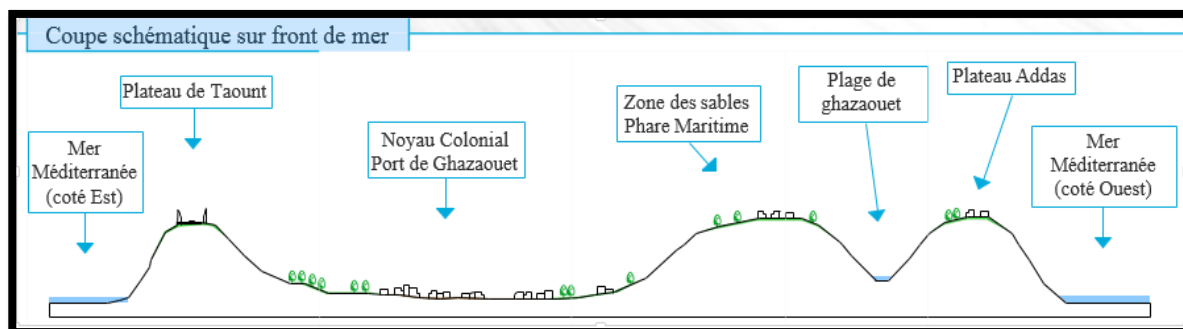 Coupe schématique sur front de mer
Plateau de Taount
Mer
Méditerranée
(coté Est)
Noyau Colonial
Port de Ghazaouet
Zone des sables
Phare Maritime
Plage de
ghazaouet
Plateau Addas
Mer
Méditerranée
(coté Ouest)